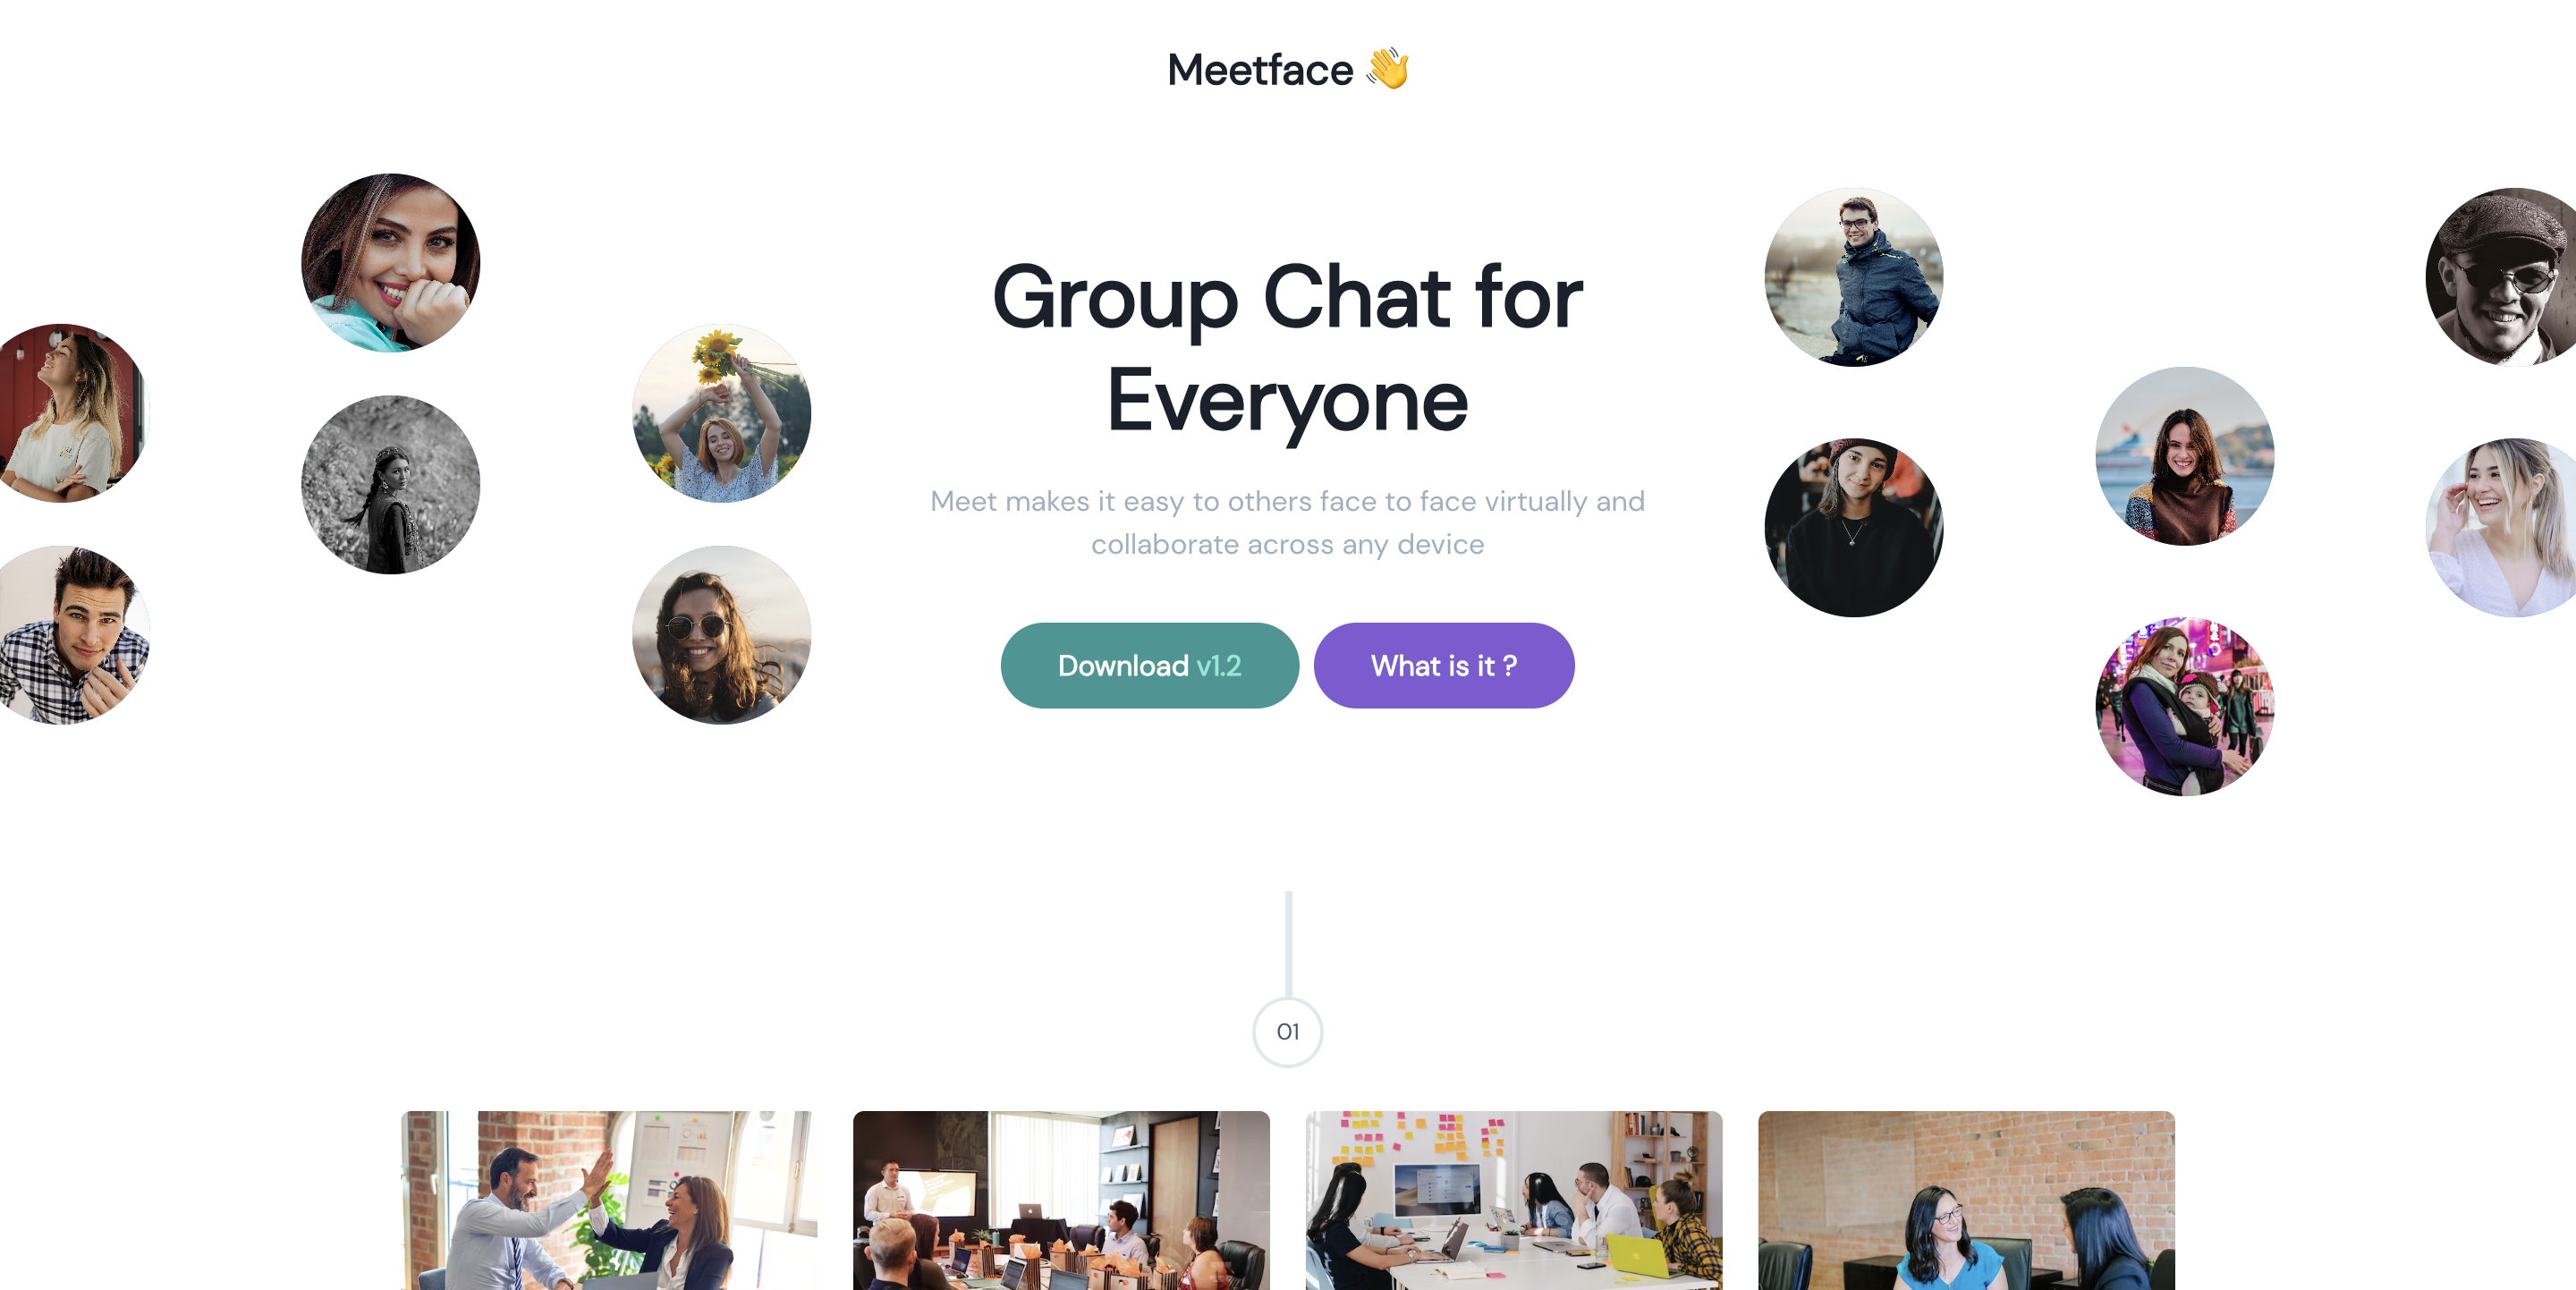 Meetface 👋
Group Chat for
Everyone
Meet makes it easy to others face to face virtually and
collaborate across any device
Download v1.2
What is it ?
01